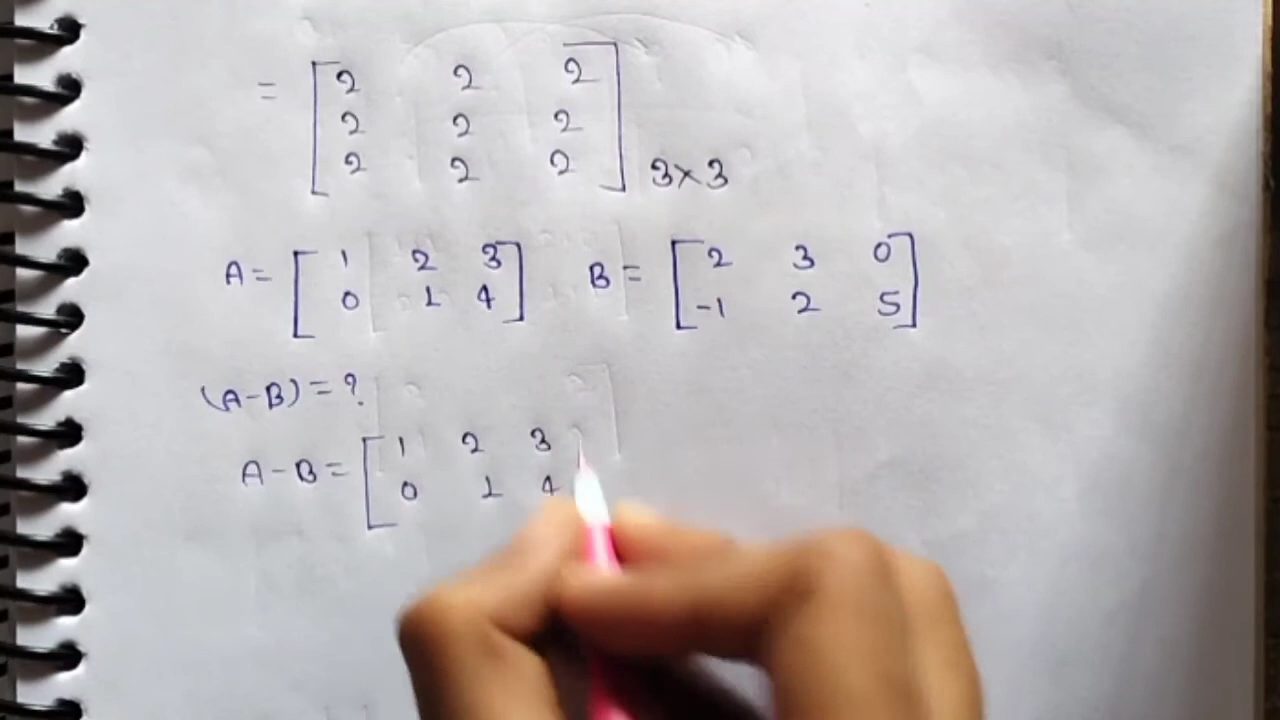 = [ 2 2 2
2 2 2
2 2 2 ] 3×3
A = [ 1 2 3 ] B = [ 2 3 0 ]
[ 0 1 4 ] [ -1 2 5 ]
(A-B) = ?
A - B = [ 1 2 3
0 1 4